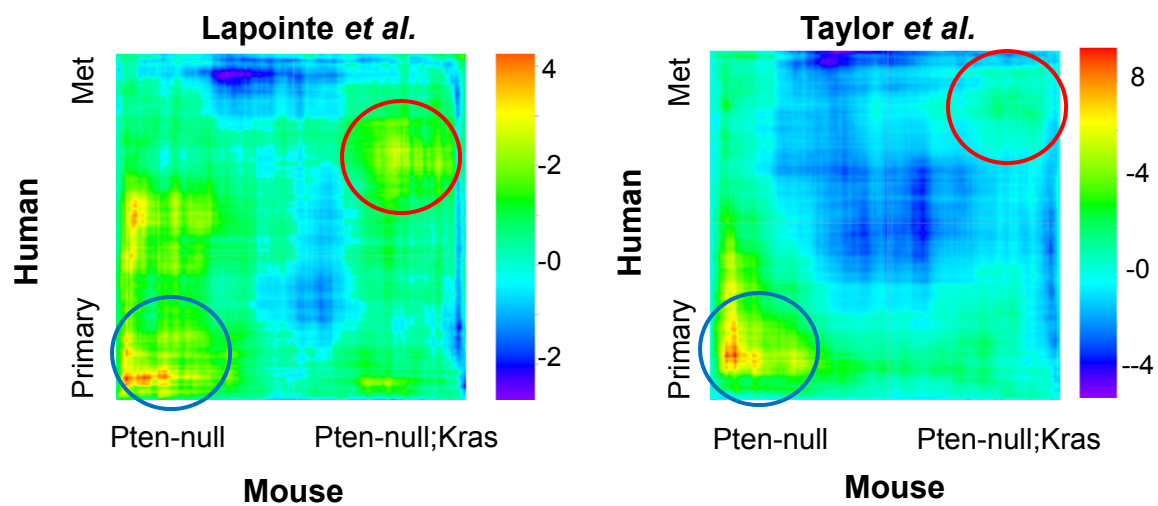 Lapointe et al.
Met
Human
Primary
4
-2
-0
-2
Pten-null
Pten-null;Kras
Mouse
Taylor et al.
Met
Human
Primary
8
-4
-0
--4
Pten-null
Pten-null;Kras
Mouse